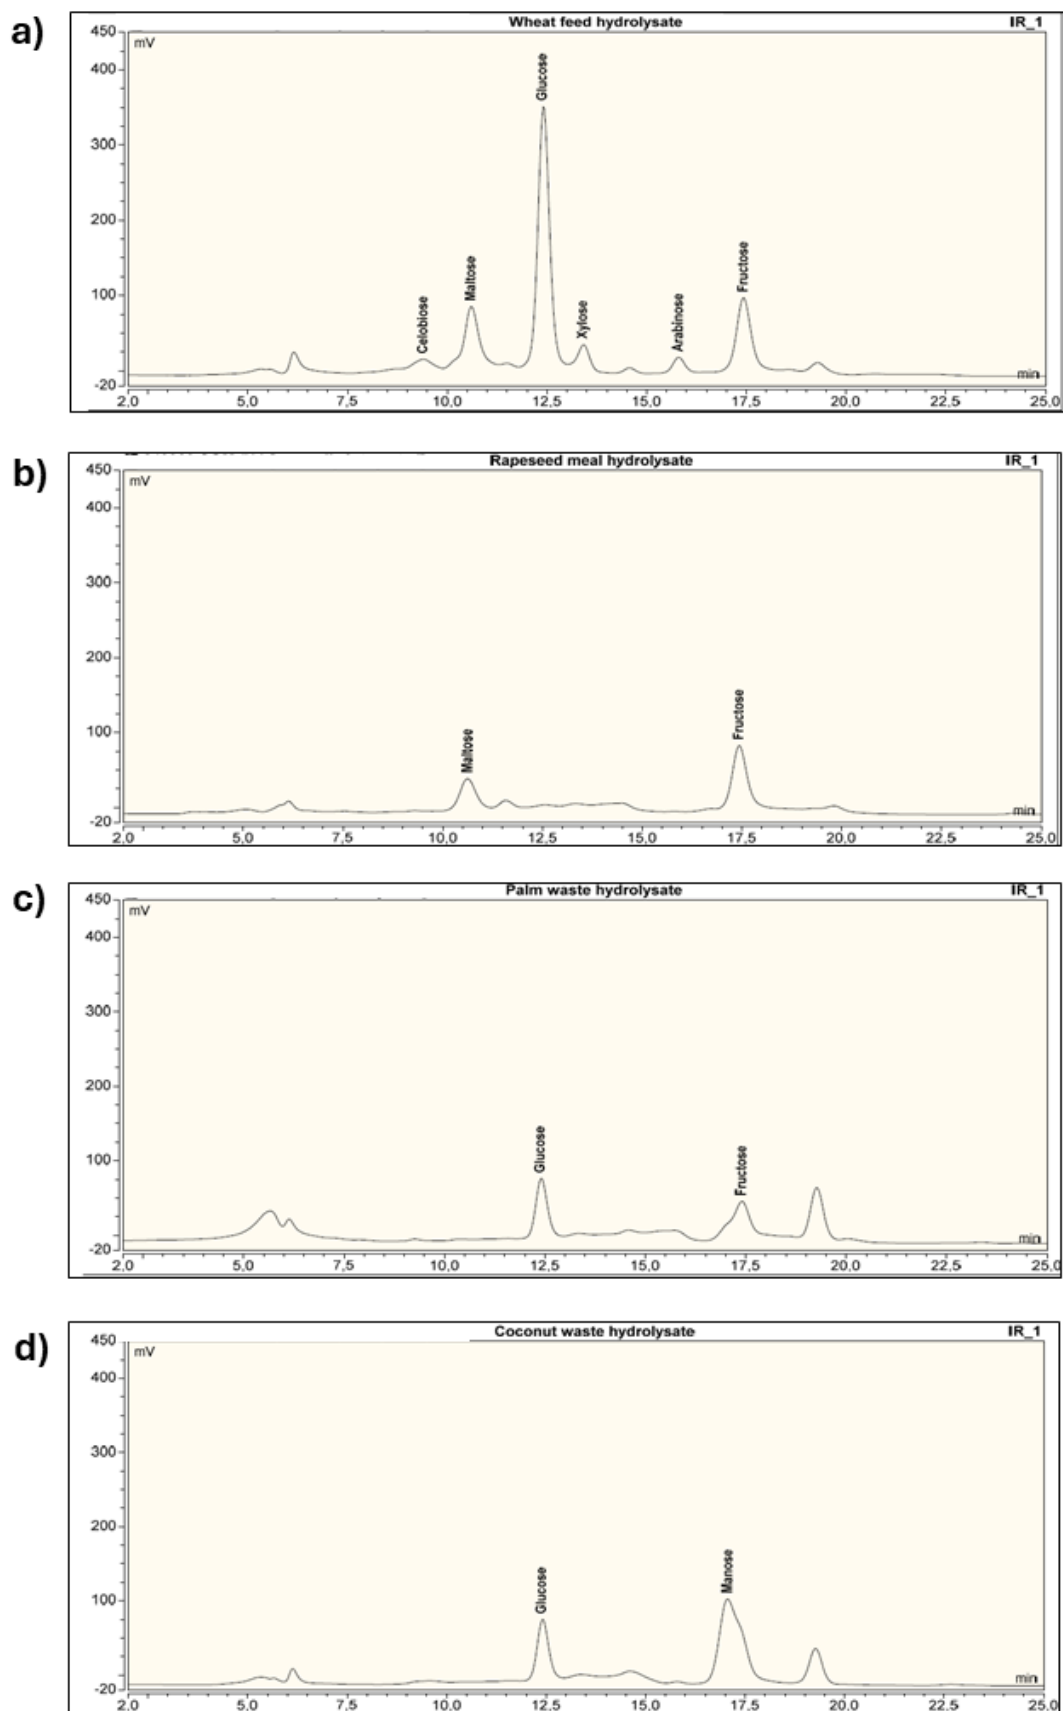 a)
Wheat feed hydrolysate IR_1
450
mV
400
300
200
100
-20
Celobiose
Maltose
Glucose
Xylose
Arabinose
Fructose
min
2,0 5,0 7,5 10,0 12,5 15,0 17,5 20,0 22,5 25,0
b)
Rapeseed meal hydrolysate IR_1
450
mV
400
300
200
100
-20
Maltose
Fructose
min
2,0 5,0 7,5 10,0 12,5 15,0 17,5 20,0 22,5 25,0
c)
Palm waste hydrolysate IR_1
450
mV
400
300
200
100
-20
Glucose
Fructose
min
2,0 5,0 7,5 10,0 12,5 15,0 17,5 20,0 22,5 25,0
d)
Coconut waste hydrolysate IR_1
450
mV
400
300
200
100
-20
Glucose
Manose
min
2,0 5,0 7,5 10,0 12,5 15,0 17,5 20,0 22,5 25,0